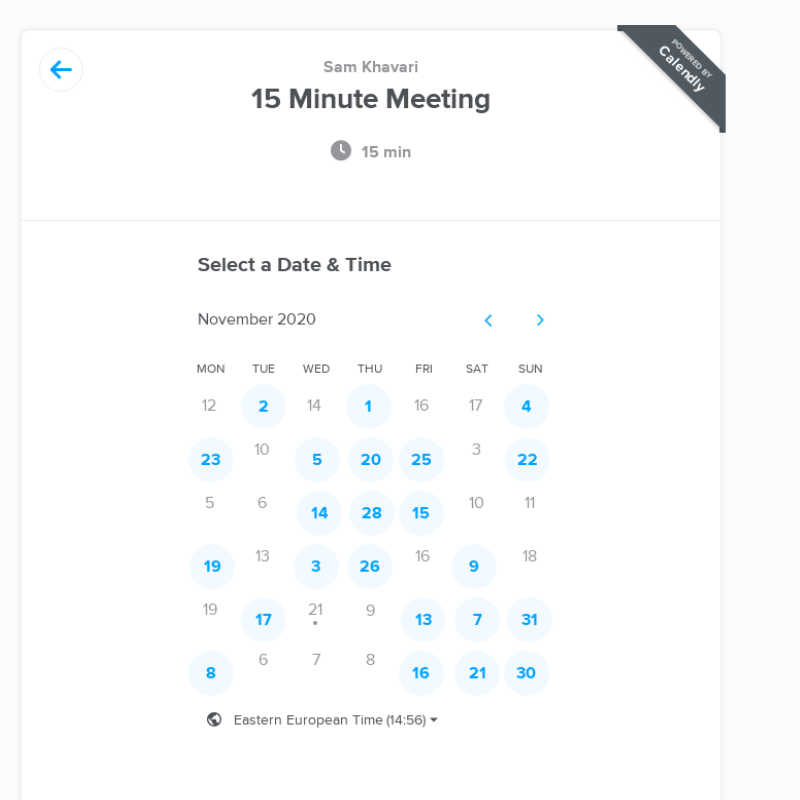 POWERED BY
Calendly
Sam Khavari
15 Minute Meeting
15 min
Select a Date & Time
November 2020
MON TUE WED THU FRI SAT SUN
12 2 14 1 16 17 4
23 10 5 20 25 3 22
5 6 14 28 15 10 11
19 13 3 26 16 9 18
19 17 21 9 13 7 31
8 6 7 8 16 21 30
Eastern European Time (14:56)